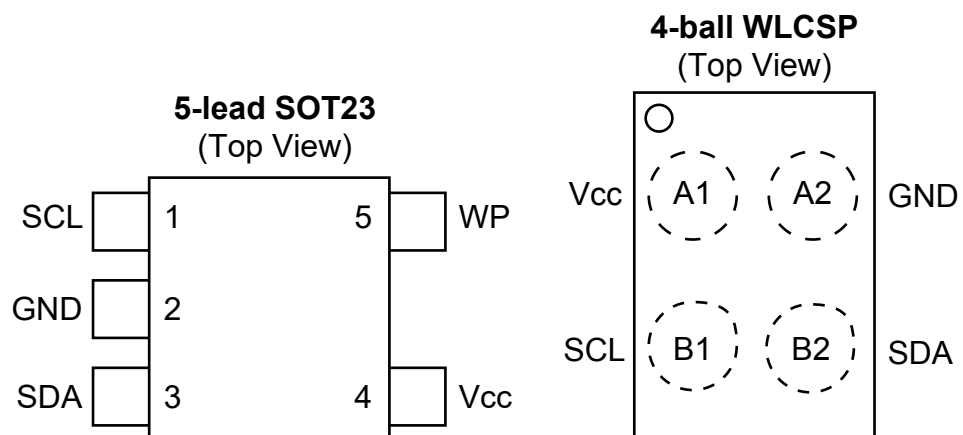 5-lead SOT23
(Top View)
SCL 1 5 WP
GND 2
SDA 3 4 Vcc
4-ball WLCSP
(Top View)
Vcc A1 A2 GND
SCL B1 B2 SDA